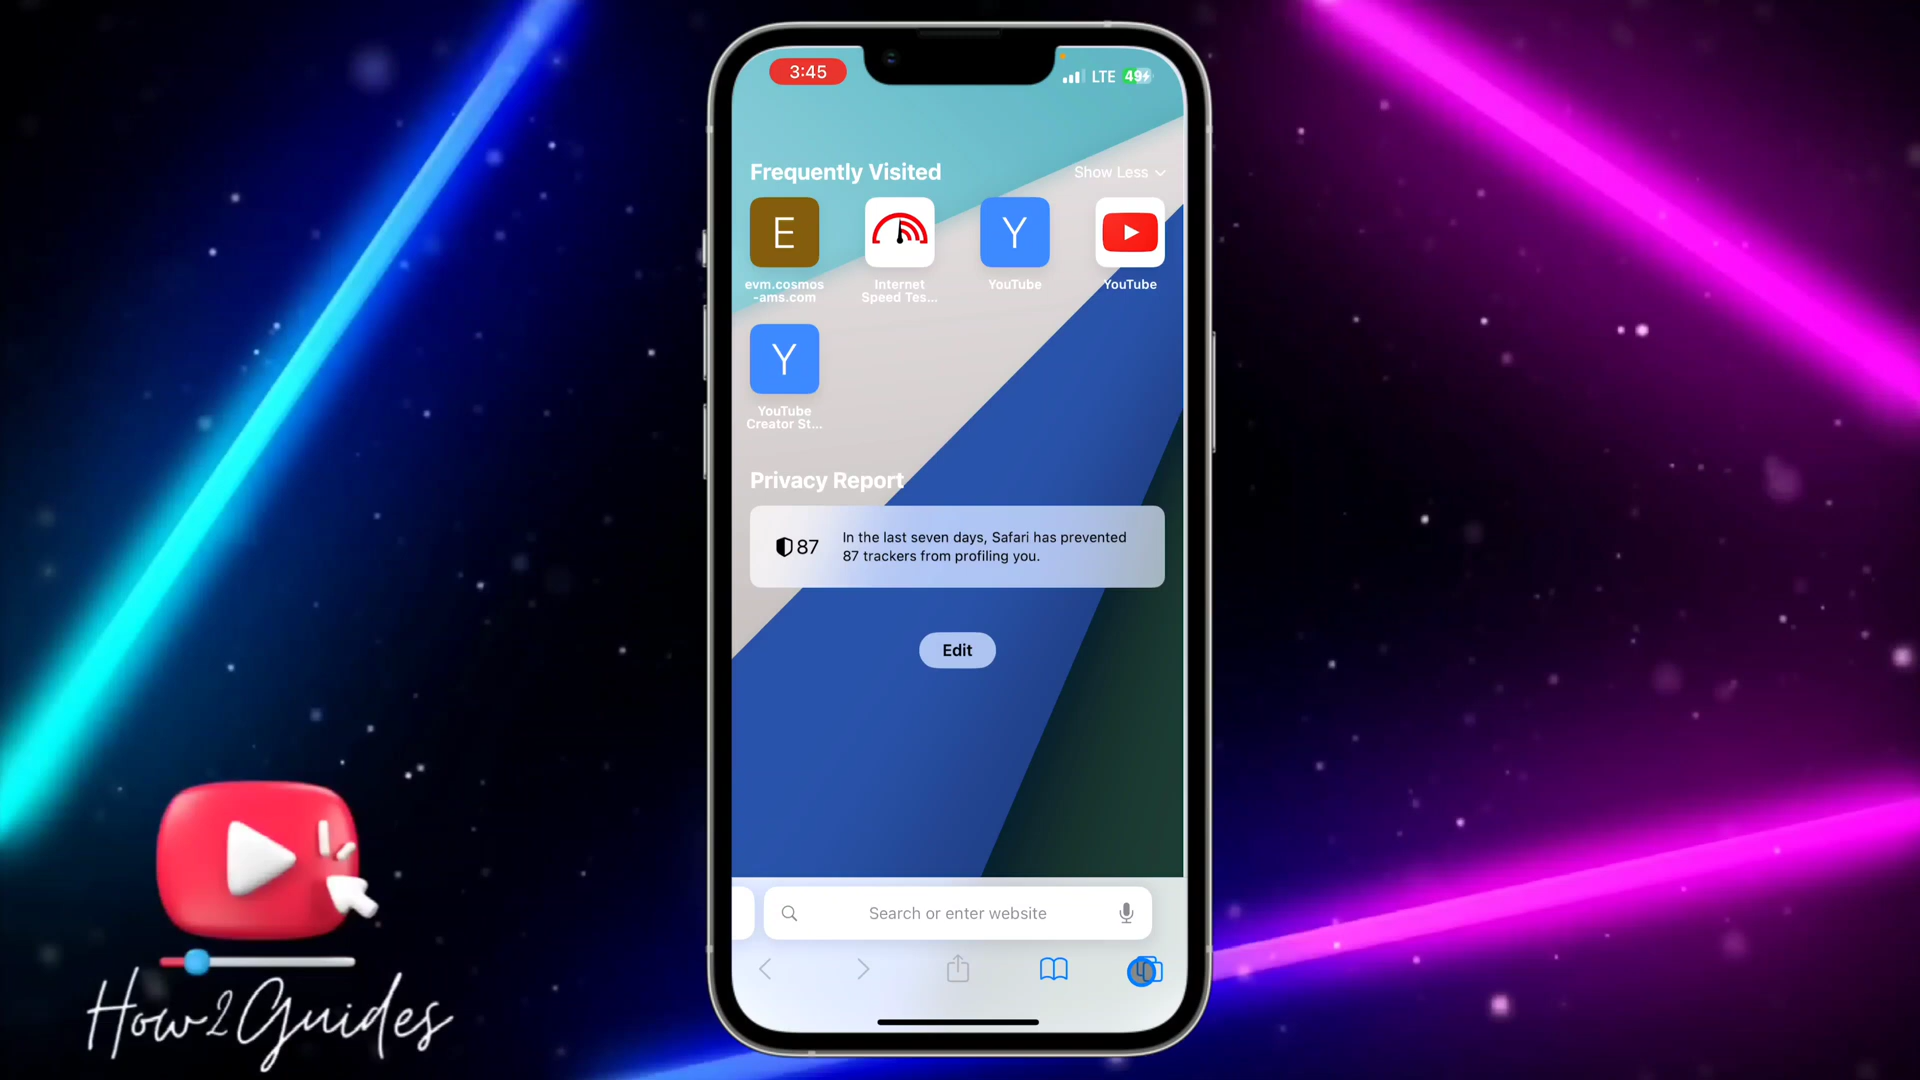 3:45
LTE 49
Frequently Visited
Show Less
E
Y
evm.cosmos
-ams.com
Internet
Speed Tes...
YouTube
YouTube
Y
YouTube
Creator St...
Privacy Report
87
In the last seven days, Safari has prevented
87 trackers from profiling you.
Edit
Search or enter website
How2Guides